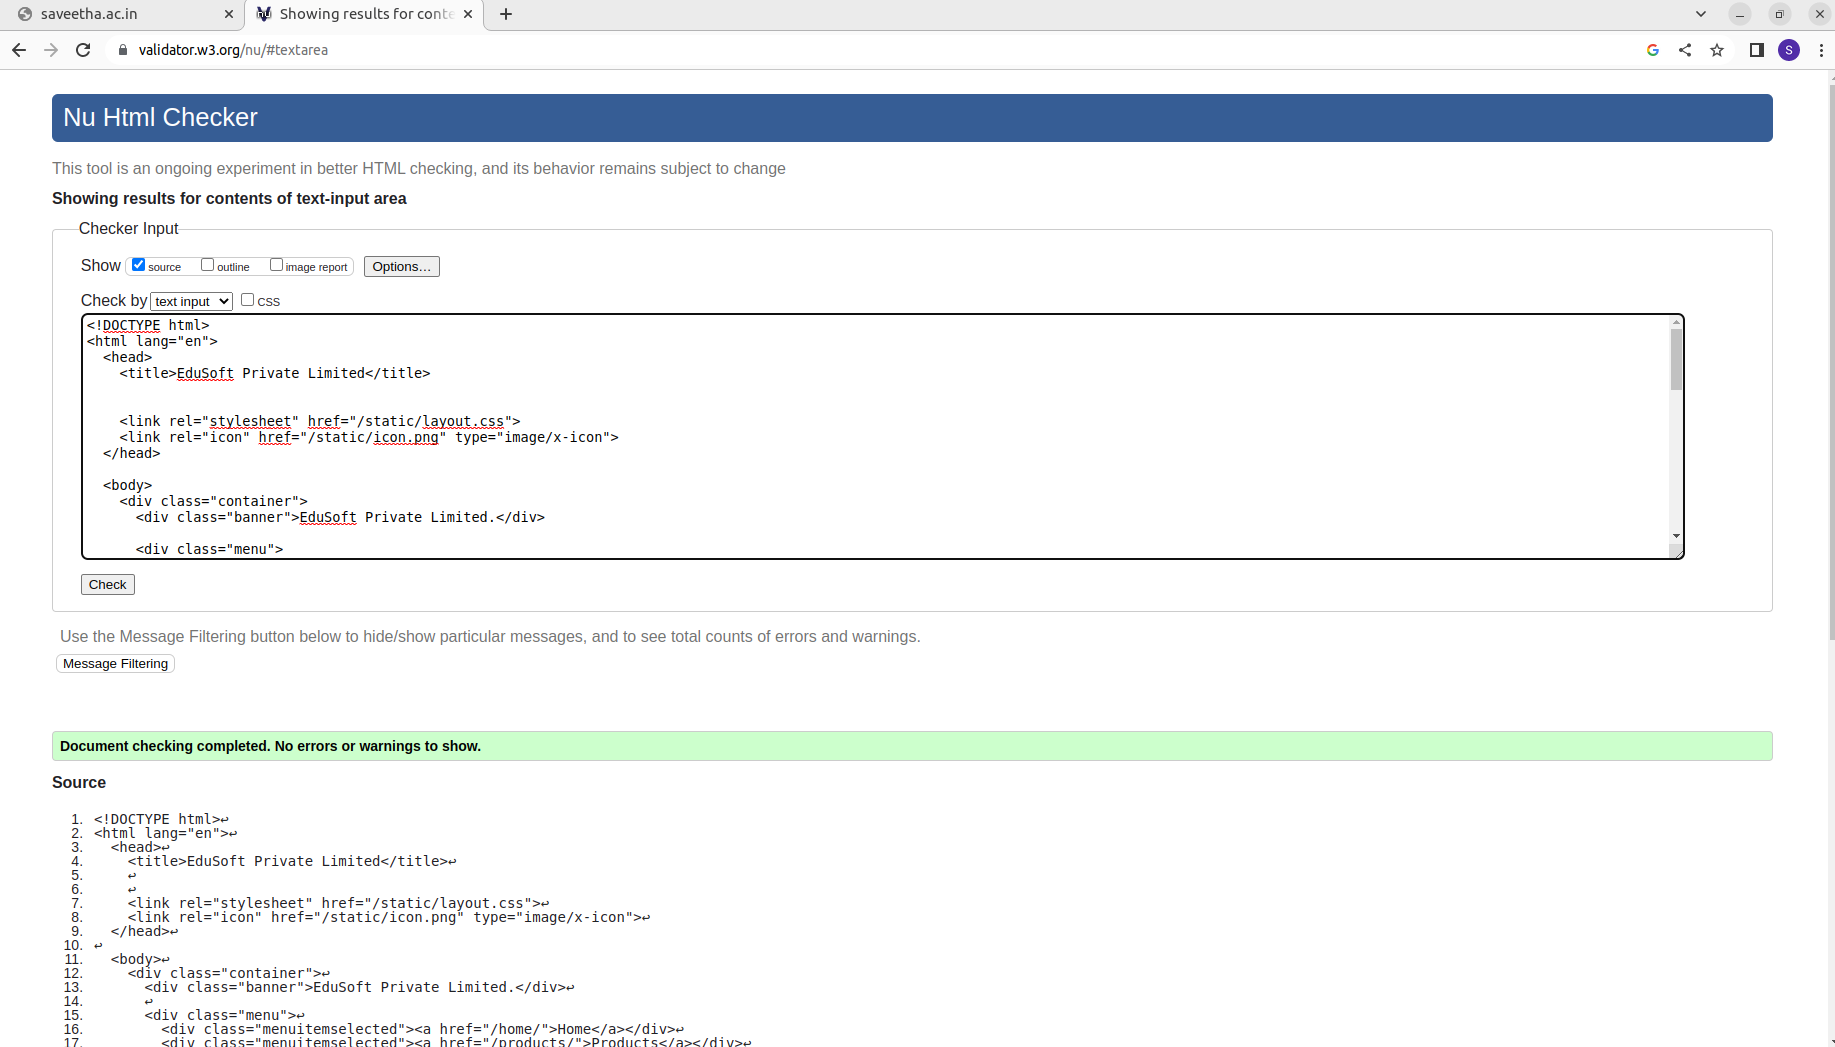 saveetha.ac.in
Showing results for conte
validator.w3.org/nu/#textarea
S
Nu Html Checker
This tool is an ongoing experiment in better HTML checking, and its behavior remains subject to change
Showing results for contents of text-input area
Checker Input
Show source outline image report Options...
Check by text input CSS
<!DOCTYPE html>
<html lang="en">
<head>
<title>EduSoft Private Limited</title>
<link rel="stylesheet" href="/static/layout.css">
<link rel="icon" href="/static/icon.png" type="image/x-icon">
</head>
<body>
<div class="container">
<div class="banner">EduSoft Private Limited.</div>
<div class="menu">
Check
Use the Message Filtering button below to hide/show particular messages, and to see total counts of errors and warnings.
Message Filtering
Document checking completed. No errors or warnings to show.
Source
1. <!DOCTYPE html>↩
2. <html lang="en">↩
3. <head>↩
4. <title>EduSoft Private Limited</title>↩
5. ↩
6. ↩
7. <link rel="stylesheet" href="/static/layout.css">↩
8. <link rel="icon" href="/static/icon.png" type="image/x-icon">↩
9. </head>↩
10. ↩
11. <body>↩
12. <div class="container">↩
13. <div class="banner">EduSoft Private Limited.</div>↩
14. ↩
15. <div class="menu">↩
16. <div class="menuitemselected"><a href="/home/">Home</a></div>↩
17. <div class="menuitemselected"><a href="/products/">Products</a></div>↩